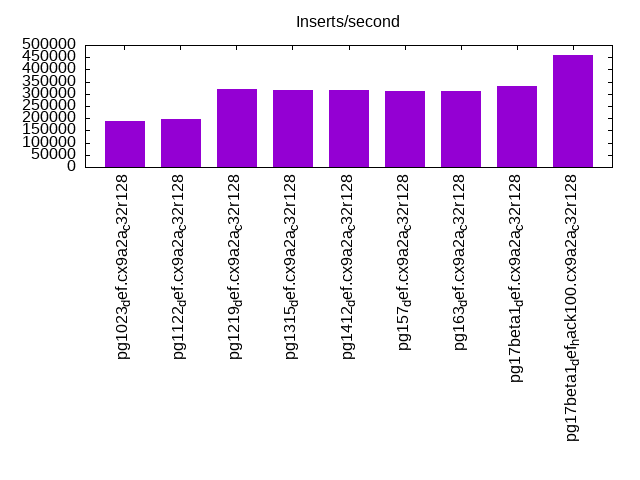 Inserts/second
500000
450000
400000
350000
300000
250000
200000
150000
100000
50000
0
pg1023def.cx9a2ac32r128
pg1122def.cx9a2ac32r128
pg1219def.cx9a2ac32r128
pg1315def.cx9a2ac32r128
pg1412def.cx9a2ac32r128
pg157def.cx9a2ac32r128
pg163def.cx9a2ac32r128
pg17beta1def.cx9a2ac32r128
pg17beta1defhack100.cx9a2ac32r128